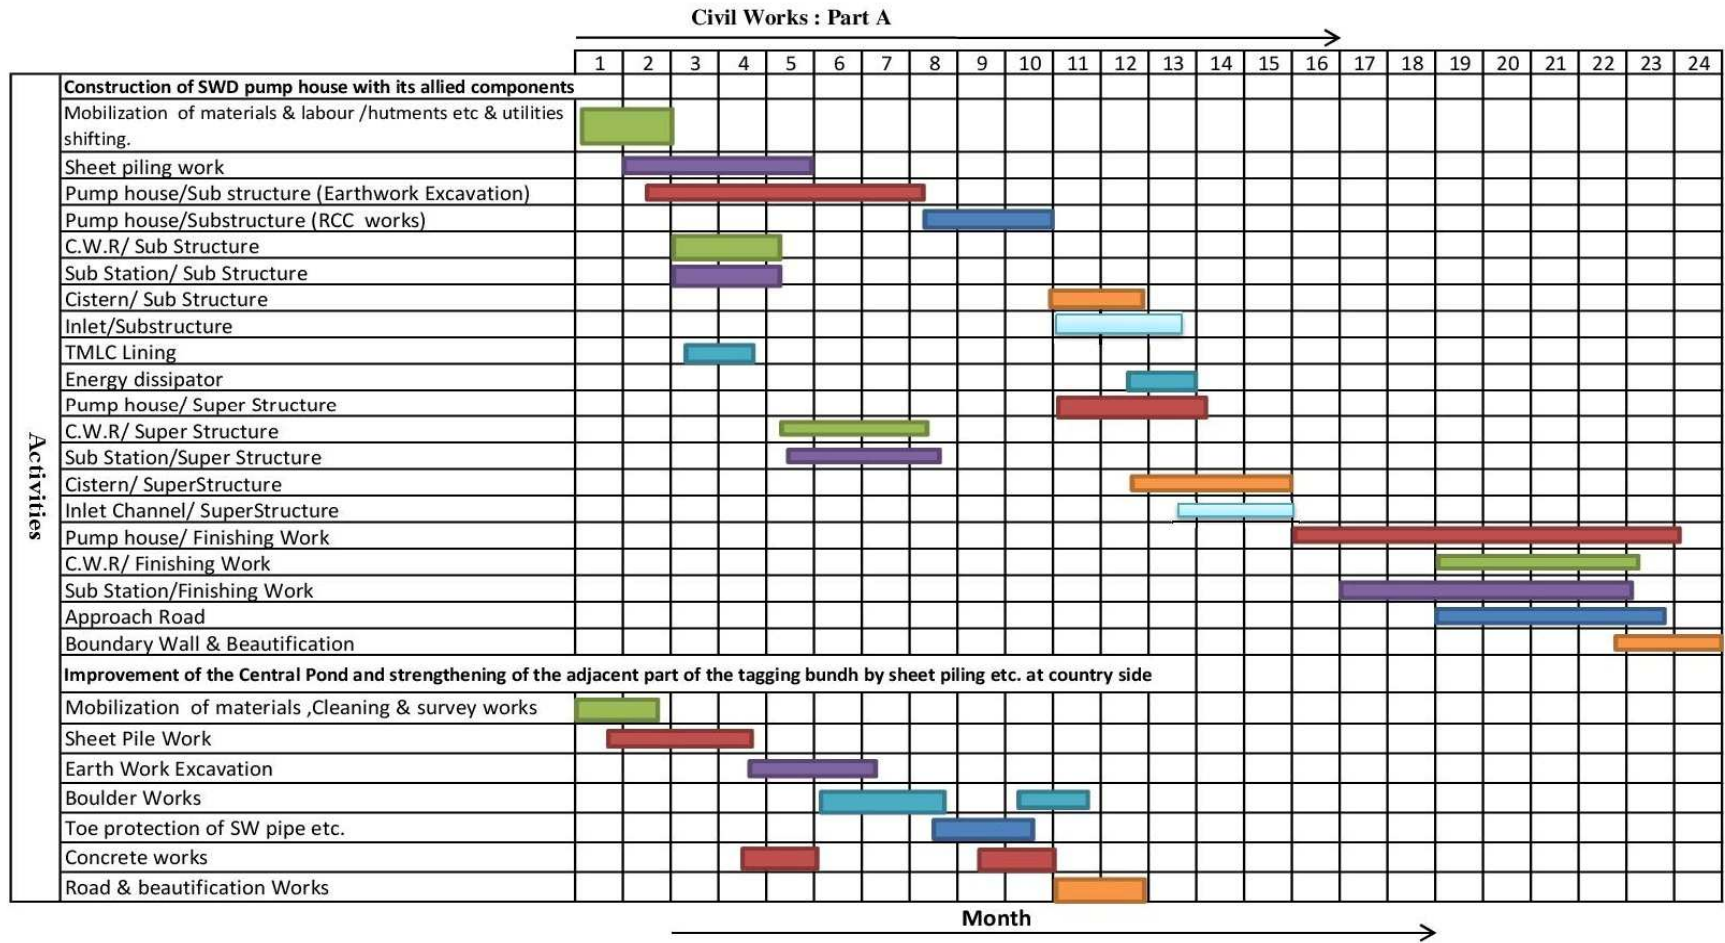 Civil Works : Part A
1 2 3 4 5 6 7 8 9 10 11 12 13 14 15 16 17 18 19 20 21 22 23 24
Activities
Construction of SWD pump house with its allied components
Mobilization of materials & labour /hutments etc & utilities
shifting.
Sheet piling work
Pump house/Sub structure (Earthwork Excavation)
Pump house/Substructure (RCC works)
C.W.R/ Sub Structure
Sub Station/ Sub Structure
Cistern/ Sub Structure
Inlet/Substructure
TMLC Lining
Energy dissipator
Pump house/ Super Structure
C.W.R/ Super Structure
Sub Station/Super Structure
Cistern/ SuperStructure
Inlet Channel/ SuperStructure
Pump house/ Finishing Work
C.W.R/ Finishing Work
Sub Station/Finishing Work
Approach Road
Boundary Wall & Beautification
Improvement of the Central Pond and strengthening of the adjacent part of the tagging bundh by sheet piling etc. at country side
Mobilization of materials ,Cleaning & survey works
Sheet Pile Work
Earth Work Excavation
Boulder Works
Toe protection of SW pipe etc.
Concrete works
Road & beautification Works
Month